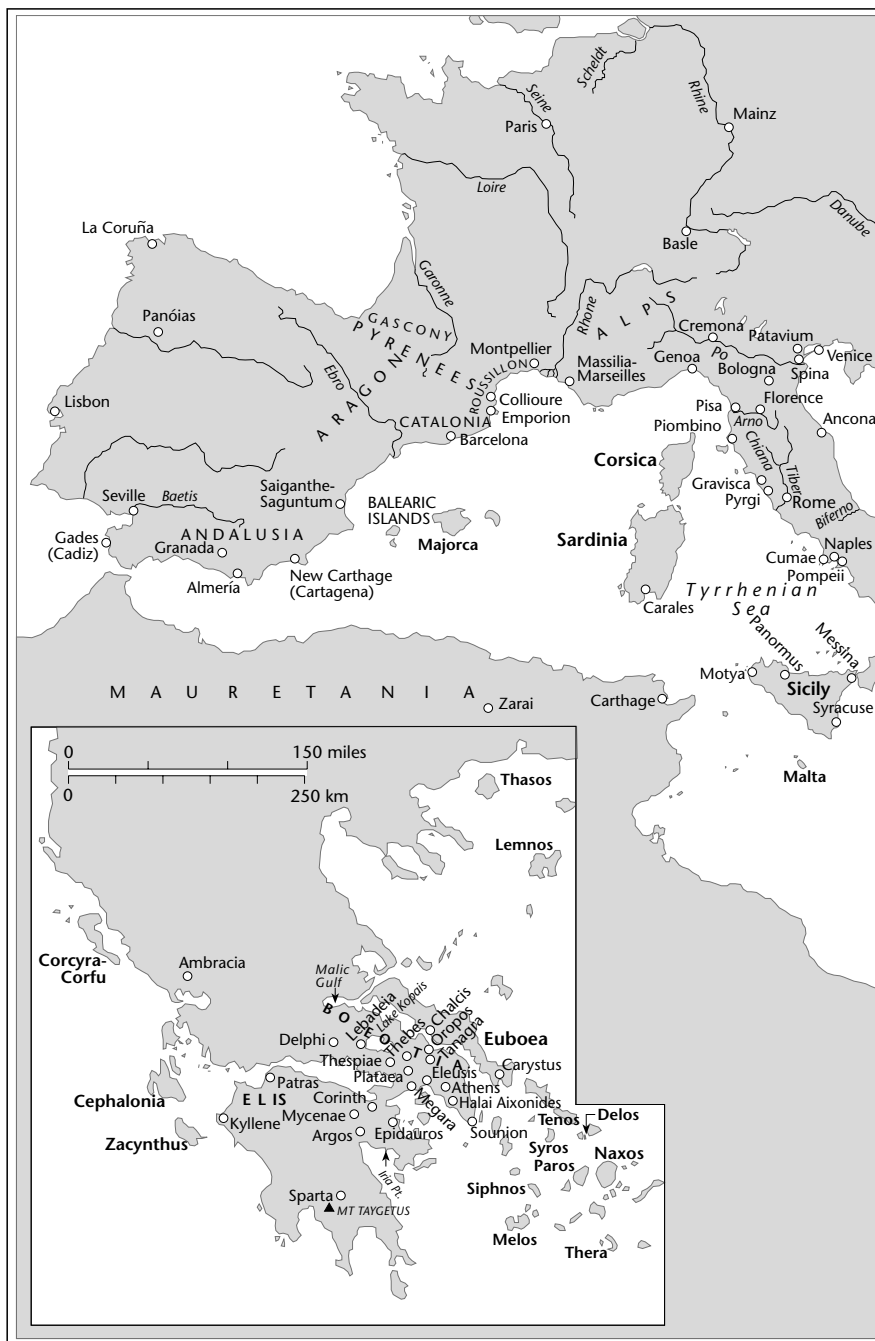 Scheldt
Seine
Rhine
Paris
Mainz
Loire
Danube
La Coruña
Basle
Garonne
Panóias
GASCONY
PYRENEES
Rhone
ALPS
Cremona
Patavium
Venice
Montpellier
Massilia-
Marseilles
Genoa
Po
Bologna
Spina
Ebro
ARAGON
ROUSSILLON
Lisbon
Collioure
Emporion
CATALONIA
Barcelona
Pisa
Florence
Arno
Ancona
Piombino
Chiana
Tiber
Corsica
Seville
Baetis
Saiganthe-
Saguntum
BALEARIC
ISLANDS
Majorca
Gravisca
Pyrgi
Rome
Biferno
Gades
(Cadiz)
ANDALUSIA
Granada
Almería
New Carthage
(Cartagena)
Sardinia
Carales
Cumae
Naples
Pompeii
Tyrrhenian
Sea
Panormus
Messina
Motya
Sicily
Syracuse
MAURETANIA
Zarai
Carthage
Malta
0 150 miles
0 250 km
Thasos
Lemnos
Corcyra-
Corfu
Ambracia
Malic
Gulf
BOEOTIA
Lebadeia
Lake Kopais
Chalcis
Oropos
Tanagra
Thebes
Euboea
Delphi
Thespiae
Plataea
Eleusis
Carystus
Athens
Halai Aixonides
Megara
Cephalonia
Patras
ELIS
Corinth
Kyllene
Mycenae
Zacynthus
Argos
Epidauros
Sounion
Tenos
Delos
Syros
Paros
Naxos
Iria Pt.
Siphnos
Sparta
MT TAYGETUS
Melos
Thera